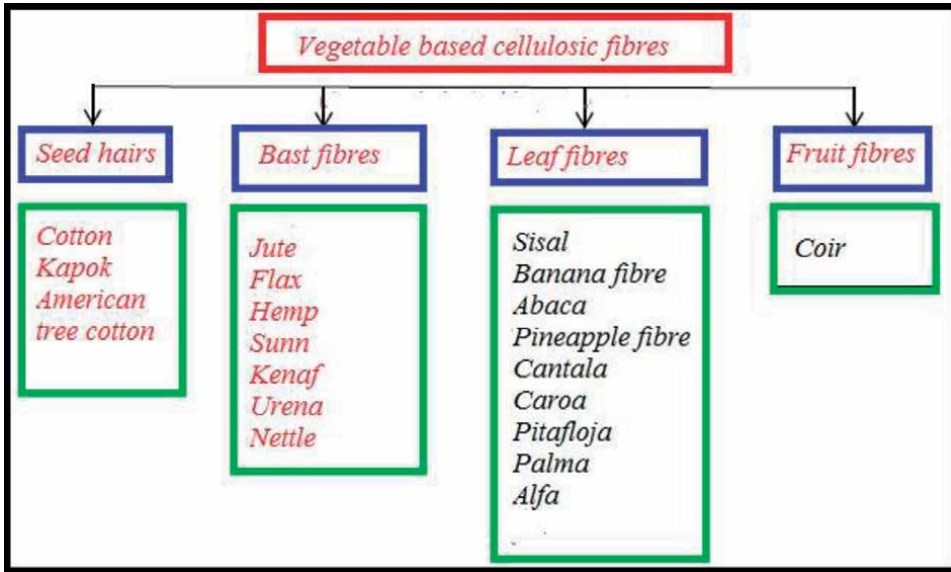 Vegetable based cellulosic fibres
Seed hairs
Bast fibres
Leaf fibres
Fruit fibres
Cotton
Kapok
American
tree cotton
Jute
Flax
Hemp
Sunn
Kenaf
Urena
Nettle
Sisal
Banana fibre
Abaca
Pineapple fibre
Cantala
Caroa
Pitafloja
Palma
Alfa
Coir